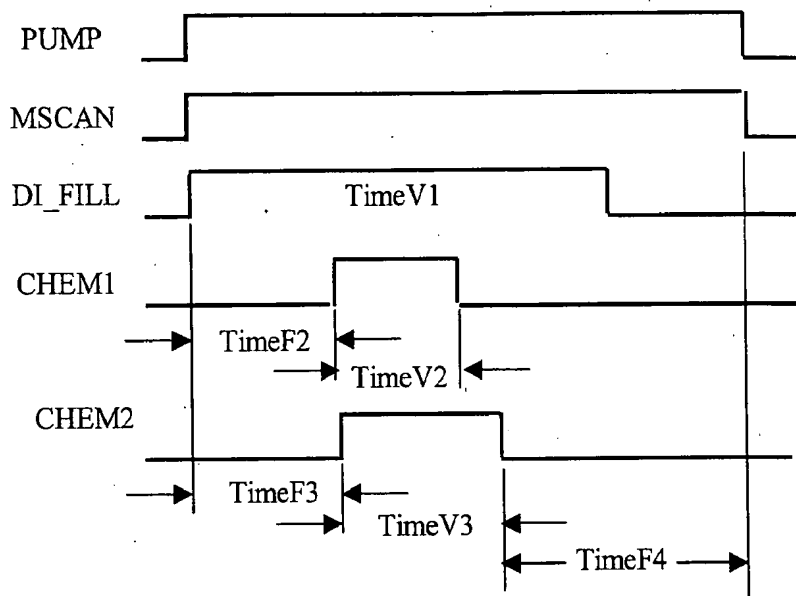 PUMP
MSCAN
DI_FILL
TimeV1
CHEM1
TimeF2
TimeV2
CHEM2
TimeF3
TimeV3
TimeF4